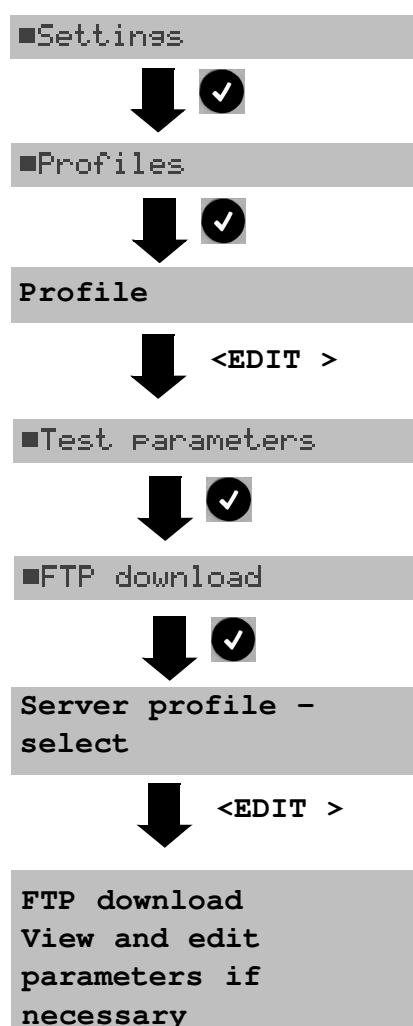 ■Settings
■Profiles
Profile
<EDIT >
■Test parameters
■FTP download
Server profile –
select
<EDIT >
FTP download
View and edit
parameters if
necessary